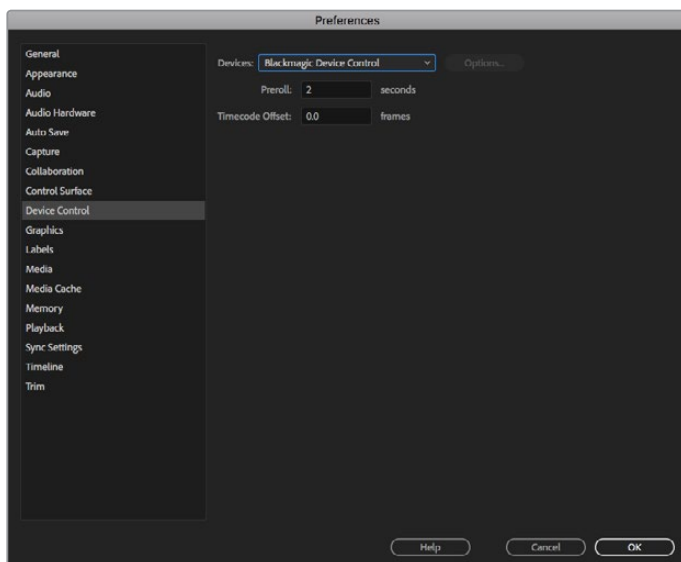 Preferences
General
Appearance
Audio
Audio Hardware
Auto Save
Capture
Collaboration
Control Surface
Device Control
Graphics
Labels
Media
Media Cache
Memory
Playback
Sync Settings
Timeline
Trim
Devices: Blackmagic Device Control Options...
Preroll: 2 seconds
Timecode Offset: 0.0 frames
Help Cancel OK